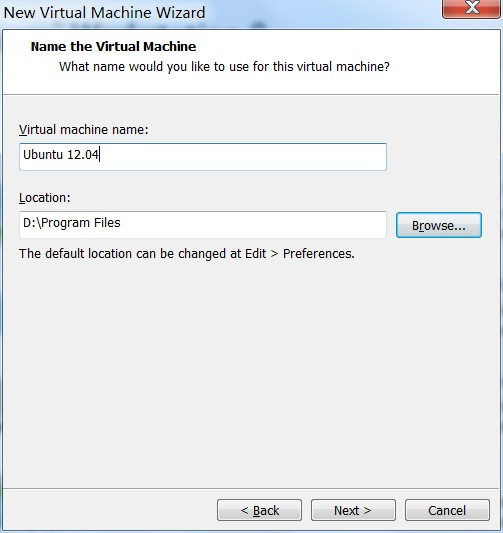 New Virtual Machine Wizard
Name the Virtual Machine
What name would you like to use for this virtual machine?
Virtual machine name:
Ubuntu 12.04
Location:
D:\Program Files
Browse...
The default location can be changed at Edit > Preferences.
< Back
Next >
Cancel